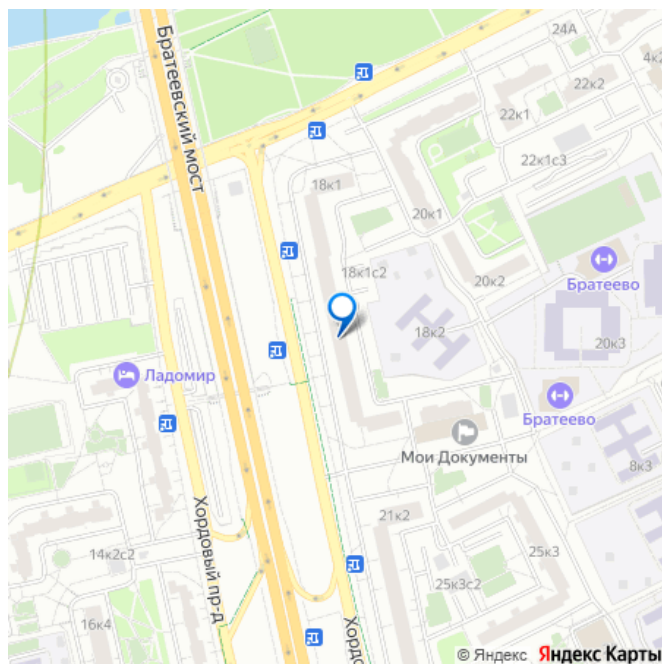 Братеевский мост
24А
4к2
22к2
22к1
22к1с3
18к1
20к1
18к1с2
20к2
Братеево
18к2
20к3
Ладомир
Братеево
Мои Документы
8к3
21к2
Хордовый пр-д
14к2с2
25к3
25к3с2
16к4
Хордо
© Яндекс Яндекс Карты